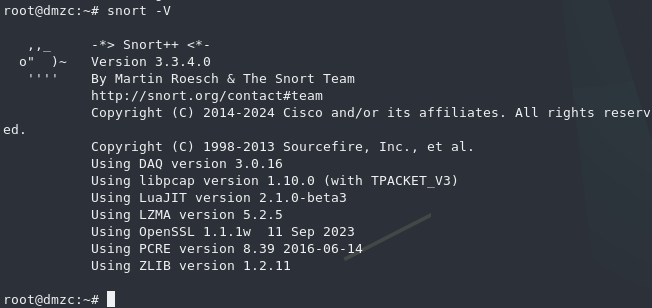 root@dmzc:~# snort -V
,,_     -*> Snort++ <*-
o"  )~   Version 3.3.4.0
''''    By Martin Roesch & The Snort Team
http://snort.org/contact#team
Copyright (C) 2014-2024 Cisco and/or its affiliates. All rights reserv
ed.
Copyright (C) 1998-2013 Sourcefire, Inc., et al.
Using DAQ version 3.0.16
Using libpcap version 1.10.0 (with TPACKET_V3)
Using LuaJIT version 2.1.0-beta3
Using LZMA version 5.2.5
Using OpenSSL 1.1.1w  11 Sep 2023
Using PCRE version 8.39 2016-06-14
Using ZLIB version 1.2.11
root@dmzc:~#